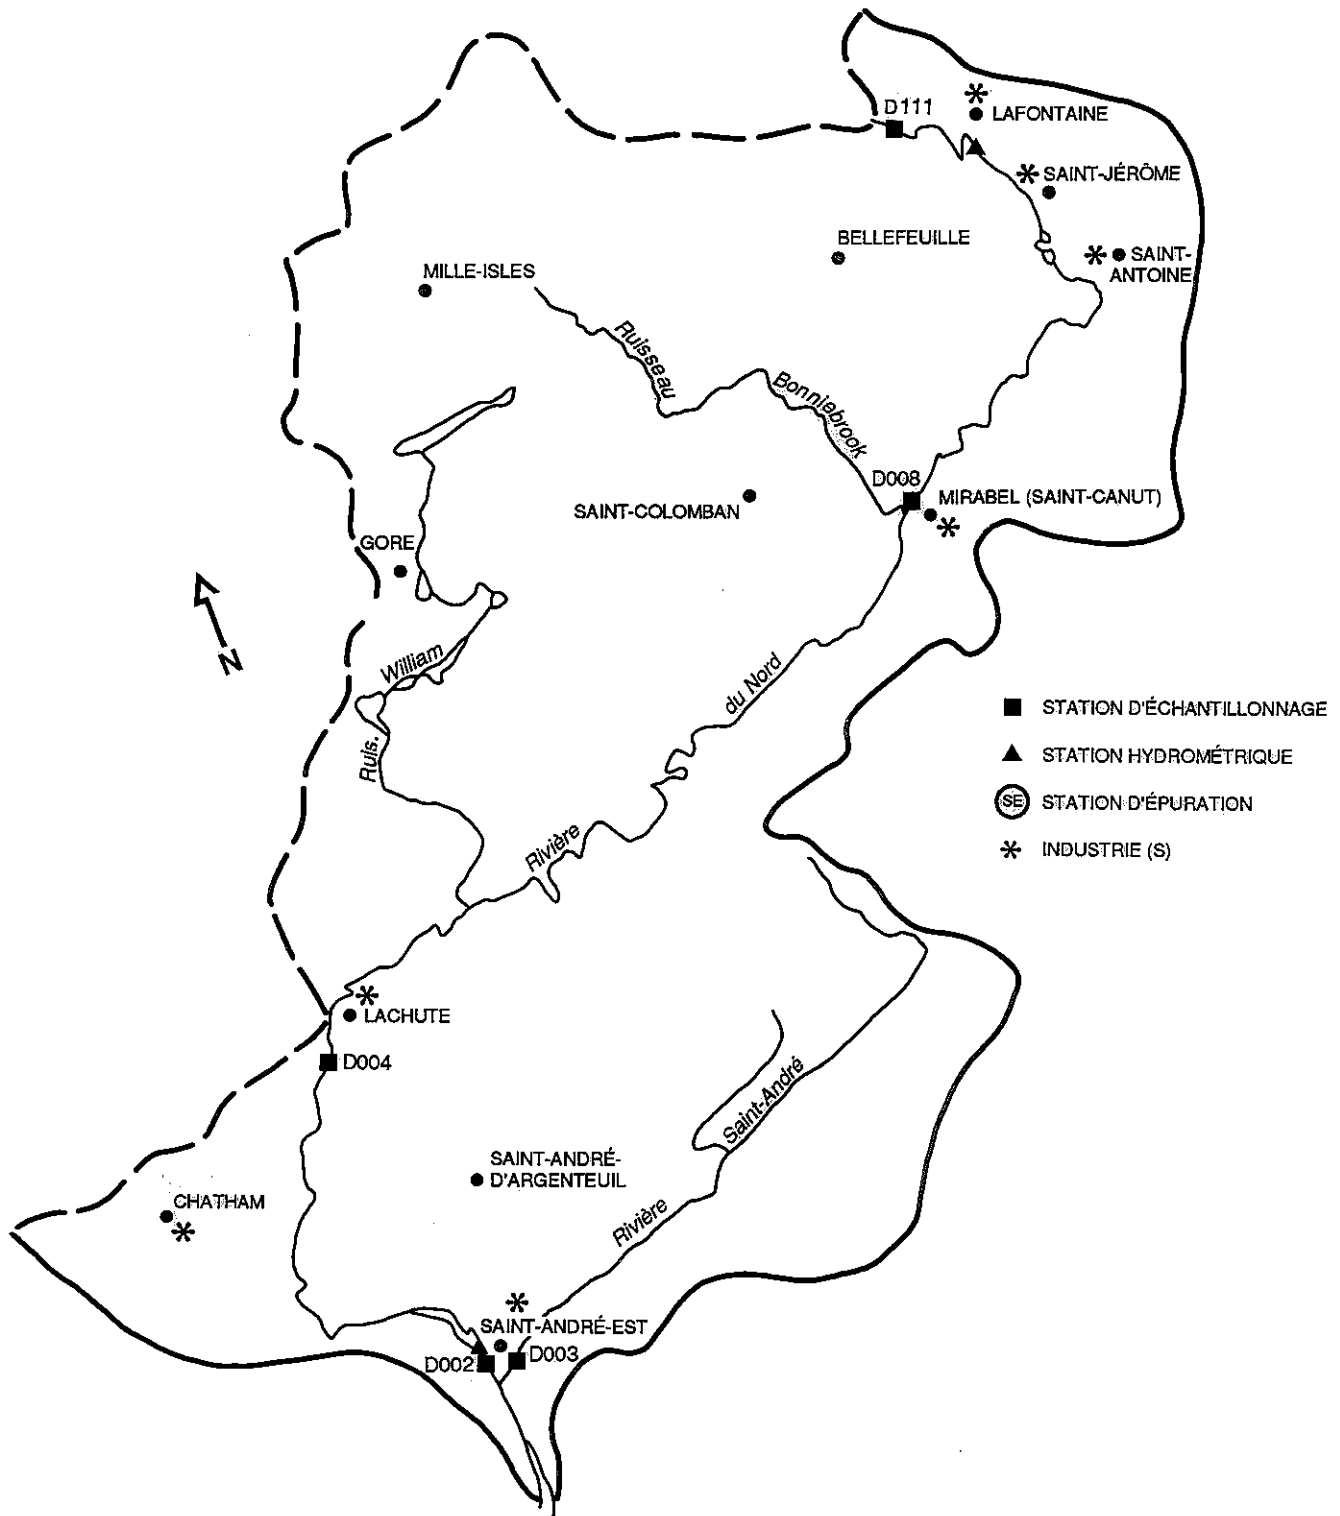 D111
LAFONTAINE
SAINT-JÉRÔME
BELLEFEUILLE
SAINT-
ANTOINE
MILLE-ISLES
Ruisseau
Bonniebrook
D008
MIRABEL (SAINT-CANUT)
SAINT-COLOMBAN
GORE
N
William
Ruis.
du Nord
Rivière
STATION D'ÉCHANTILLONNAGE
STATION HYDROMÉTRIQUE
SE STATION D'ÉPURATION
INDUSTRIE (S)
LACHUTE
D004
Saint-André
Rivière
SAINT-ANDRÉ-
D'ARGENTEUIL
CHATHAM
SAINT-ANDRÉ-EST
D002
D003